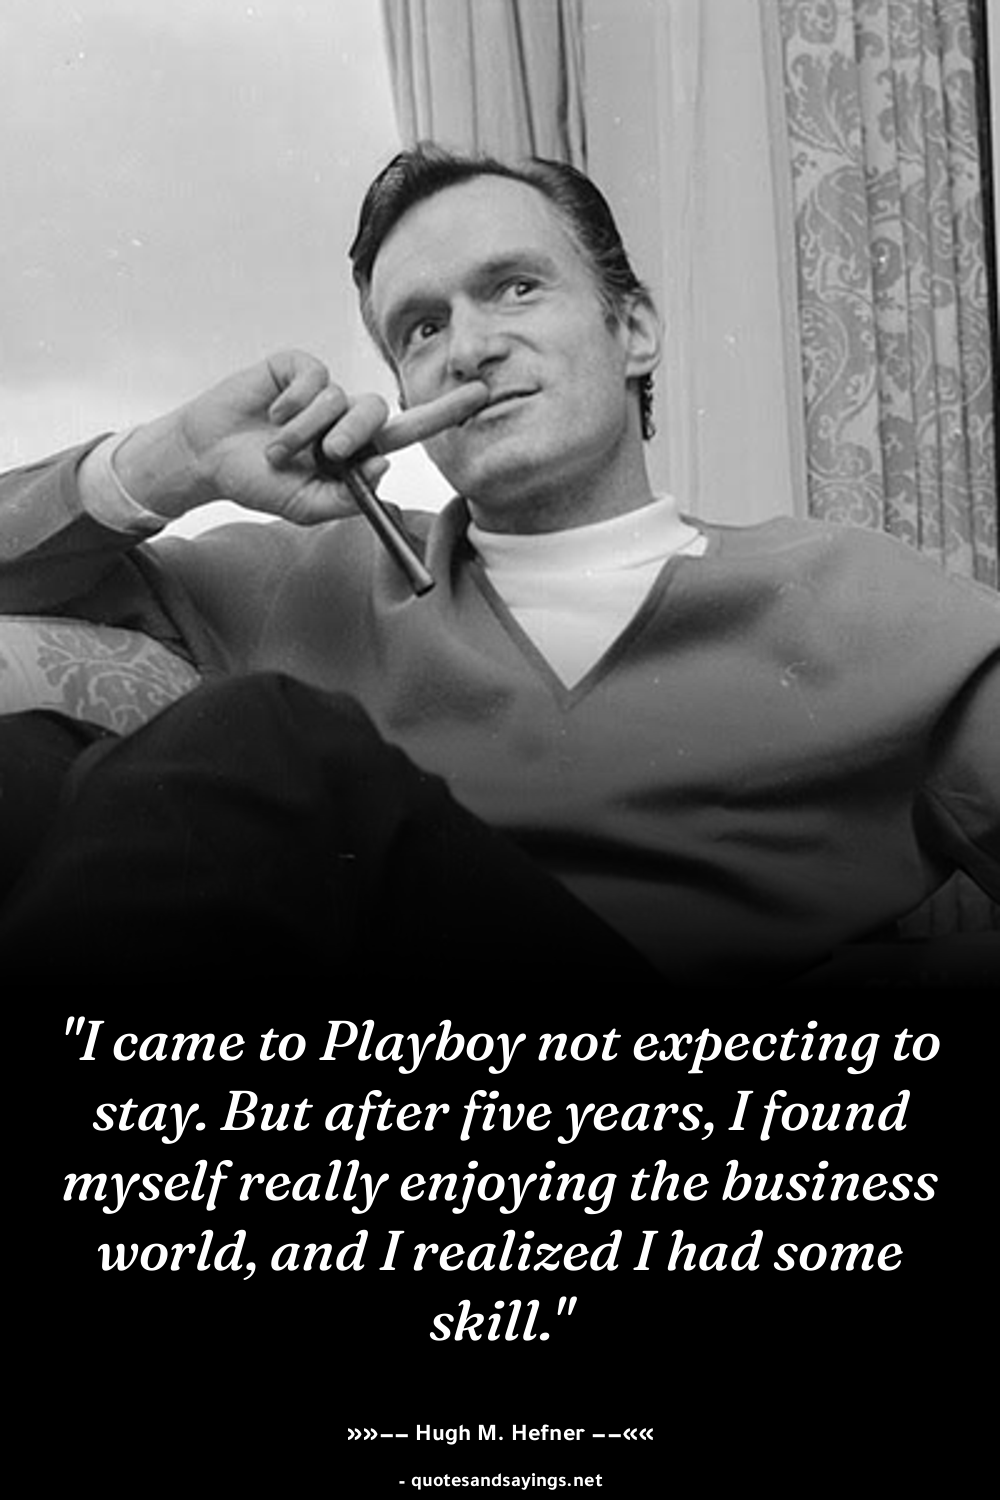 "I came to Playboy not expecting to
stay. But after five years, I found
myself really enjoying the business
world, and I realized I had some
skill."
»»–– Hugh M. Hefner ––««
- quotesandsayings.net